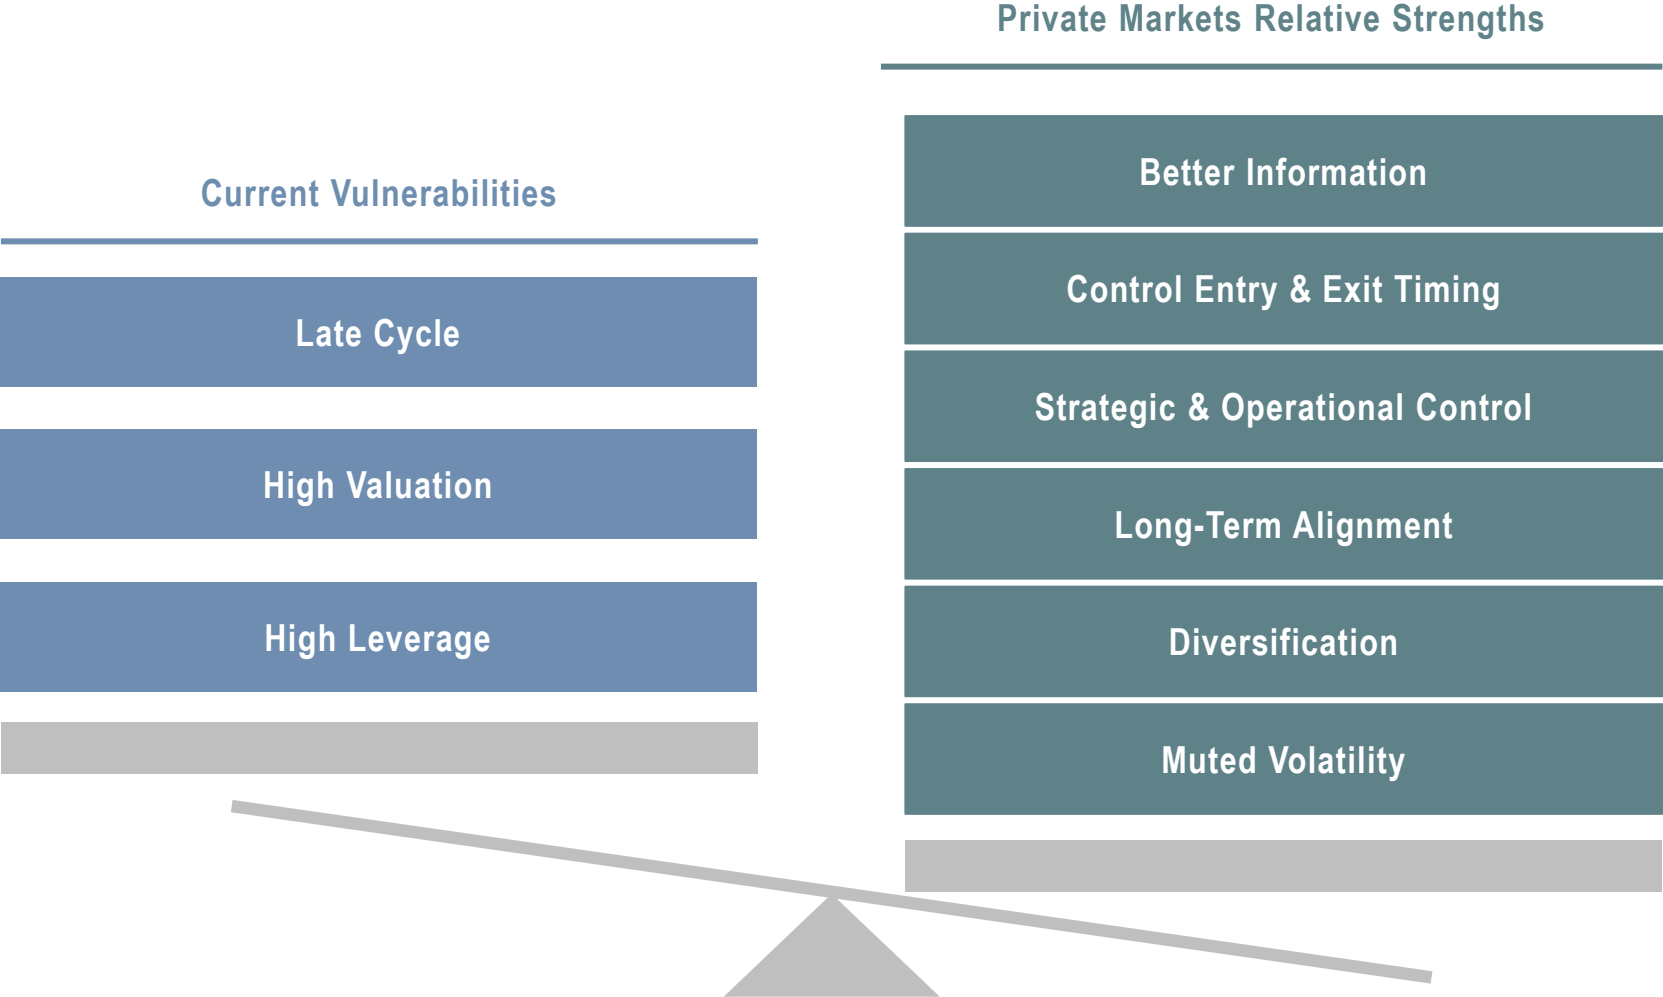 Private Markets Relative Strengths
Current Vulnerabilities
Late Cycle
High Valuation
High Leverage
Better Information
Control Entry & Exit Timing
Strategic & Operational Control
Long-Term Alignment
Diversification
Muted Volatility